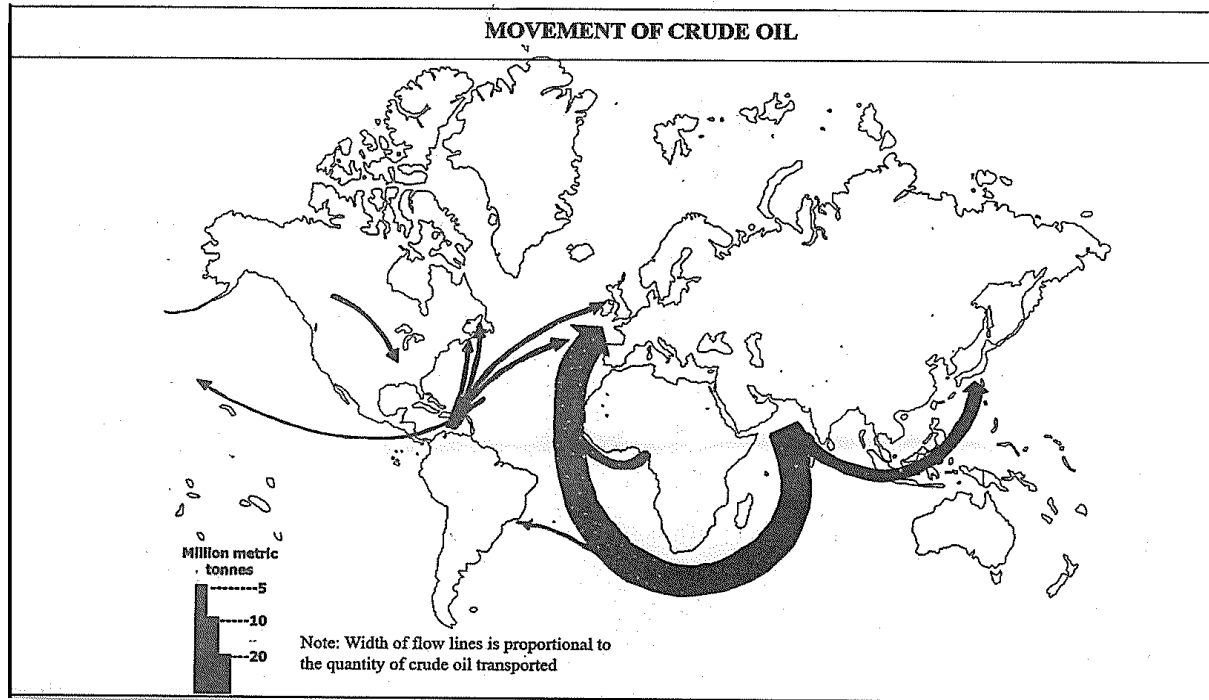 MOVEMENT OF CRUDE OIL
Million metric
tonnes
5
10
20
Note: Width of flow lines is proportional to
the quantity of crude oil transported